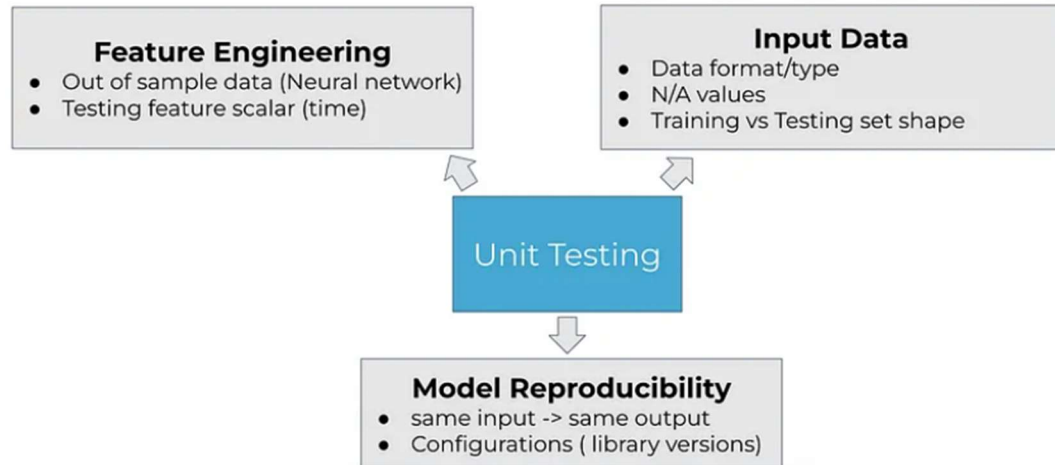 Feature Engineering
● Out of sample data (Neural network)
● Testing feature scalar (time)
Input Data
● Data format/type
● N/A values
● Training vs Testing set shape
Unit Testing
Model Reproducibility
● same input -> same output
● Configurations ( library versions)